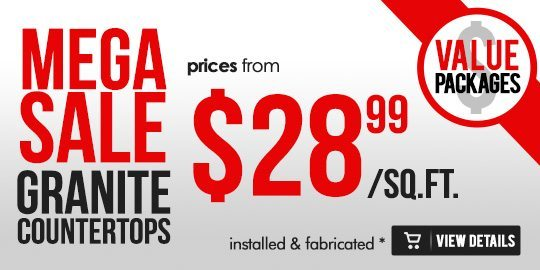 MEGA
SALE
GRANITE
COUNTERTOPS
prices from
$28.99
/SQ.FT.
installed & fabricated *
VIEW DETAILS
VALUE
PACKAGES
$